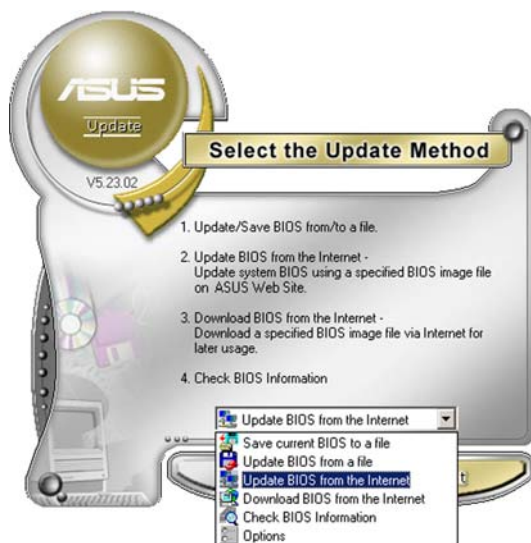 ASUS
Update
V5.23.02
Select the Update Method
1. Update/Save BIOS from/to a file.
2. Update BIOS from the Internet -
Update system BIOS using a specified BIOS image file
on ASUS Web Site.
3. Download BIOS from the Internet -
Download a specified BIOS image file via Internet for
later usage.
4. Check BIOS Information
Update BIOS from the Internet
Save current BIOS to a file
Update BIOS from a file
Update BIOS from the Internet
Download BIOS from the Internet
Check BIOS Information
Options